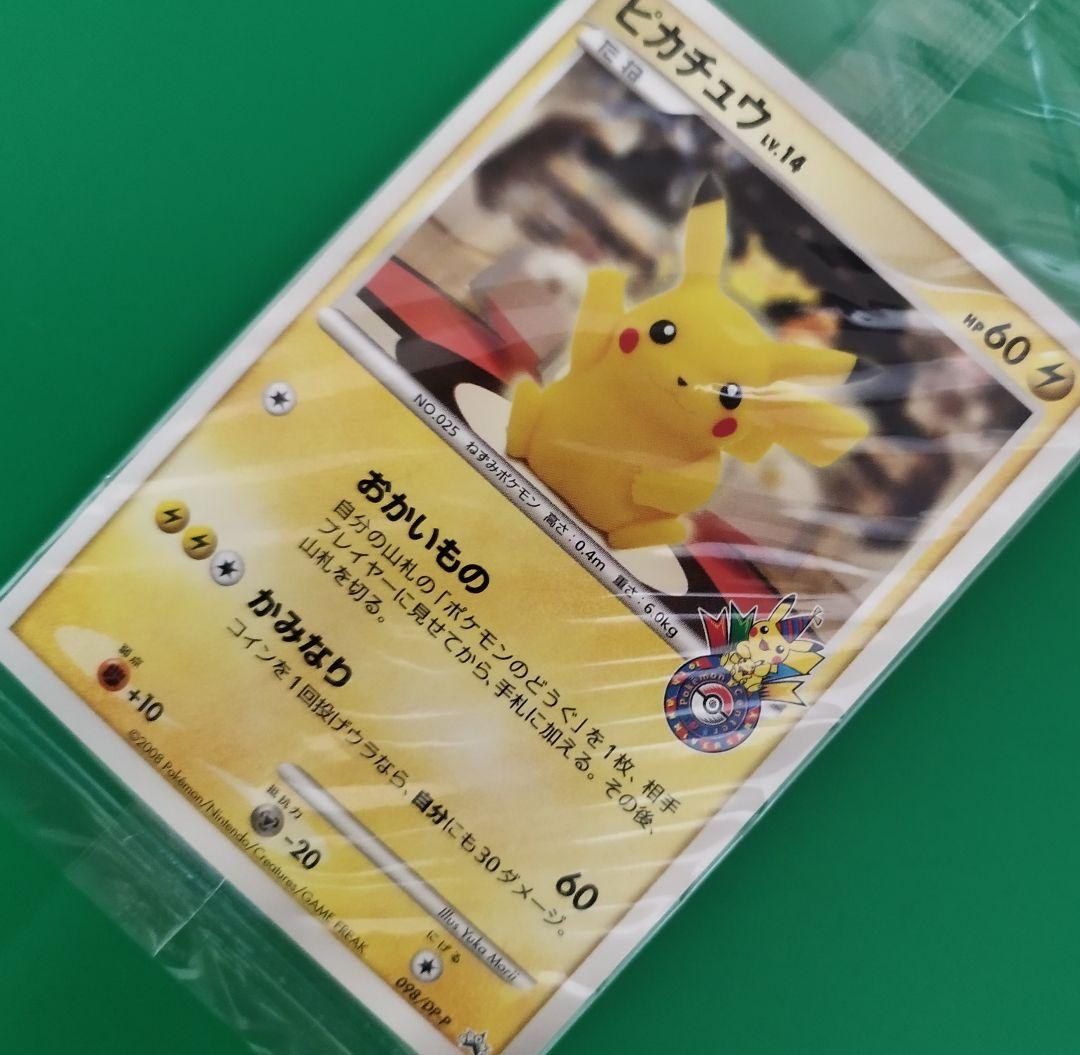 ピカチュウ LV.14
たね
HP60
NO.025 ねずみポケモン 高さ:0.4m 重さ:6.0kg
おかいもの
自分の山札の「ポケモンのどうぐ」を1枚、相手
プレイヤーに見せてから、手札に加える。その後、
山札を切る。
かみなり 60
コインを1回投げウラなら、自分にも30ダメージ。
Pokémon Center
弱点
+10
抵抗力
-20
にげる
Illus. Yuka Morii
©2008 Pokémon/Nintendo/Creatures/GAME FREAK
098/DP-P